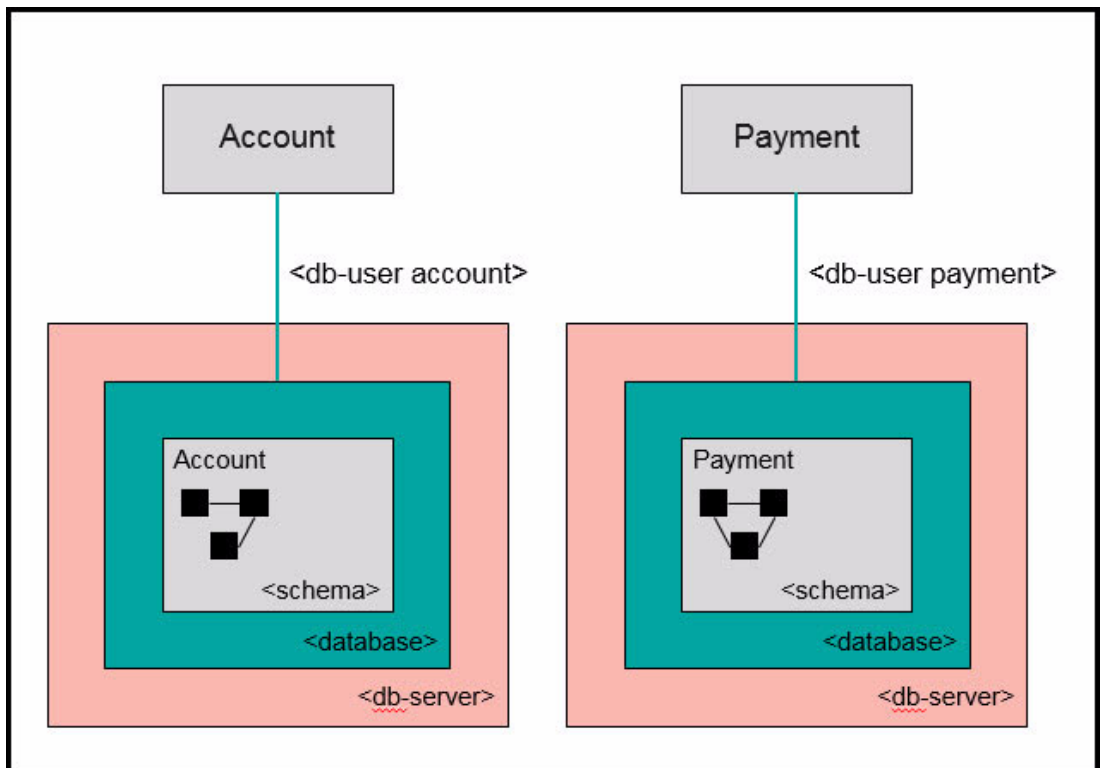 Account
Payment
<db-user account>
<db-user payment>
Account
<schema>
<database>
<db-server>
Payment
<schema>
<database>
<db-server>